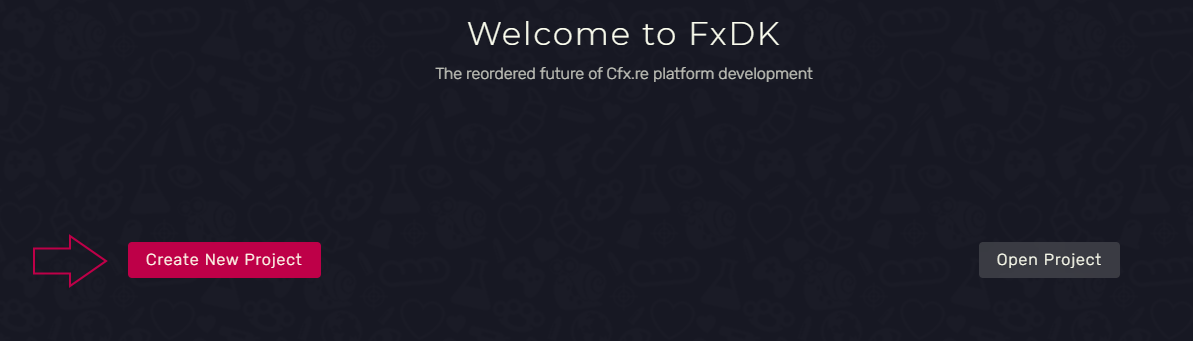 Welcome to FxDK
The reordered future of Cfx.re platform development
Create New Project
Open Project